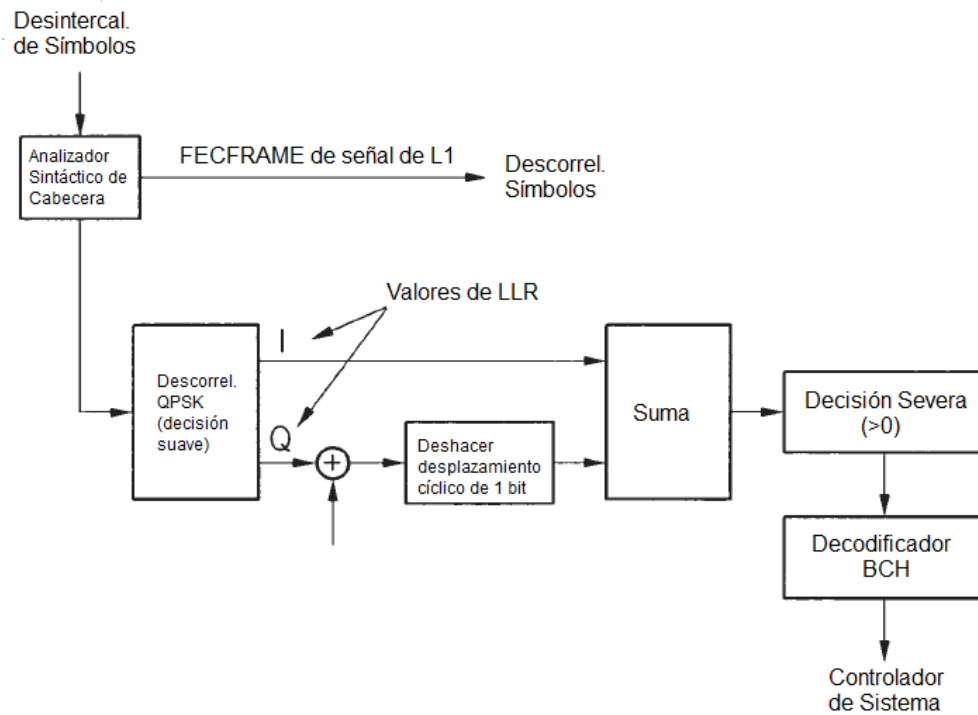 Desintercal.
de Símbolos
Analizador
Sintáctico de
Cabecera
FECFRAME de señal de L1
Descorrel.
Símbolos
Valores de LLR
I
Descorrel.
QPSK
(decisión
suave)
Q
+
Deshacer
desplazamiento
cíclico de 1 bit
Suma
Decisión Severa
(>0)
Decodificador
BCH
Controlador
de Sistema